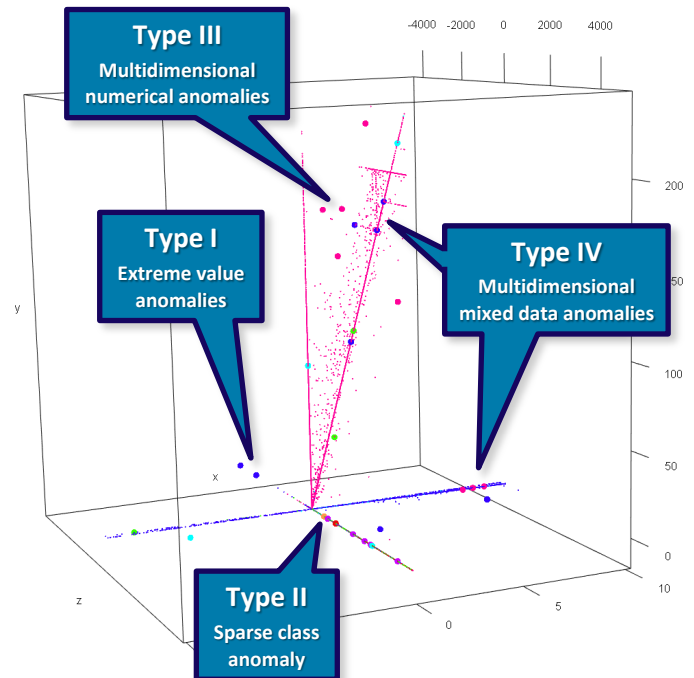 -4000 -2000 0 2000 4000
Type III
Multidimensional
numerical anomalies
200
Type I
Extreme value
anomalies
Type IV
Multidimensional
mixed data anomalies
50
y
100
x
50
0
z
10
5
0
Type II
Sparse class
anomaly